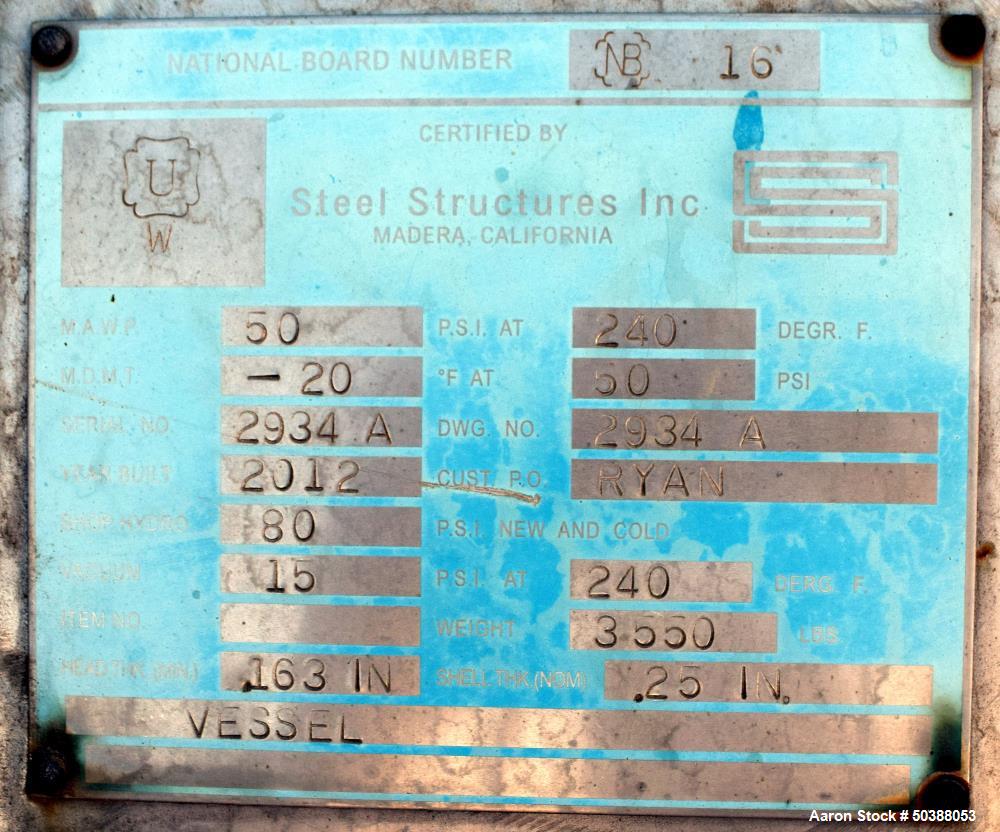 NATIONAL BOARD NUMBER NB 16
CERTIFIED BY
U
W
Steel Structures Inc
MADERA, CALIFORNIA
M.A.W.P. 50 P.S.I. AT 240 DEGR. F.
M.D.M.T. - 20 °F AT 50 PSI
SERIAL NO. 2934 A DWG. NO. 2934 A
YEAR BUILT 2012 CUST. P.O. RYAN
SHOP HYDRO 80 P.S.I. NEW AND COLD
VACUUM 15 P.S.I. AT 240 DERG. F.
ITEM NO. WEIGHT 3550 LBS.
HEAD THK. (MIN.) .163 IN SHELL THK. (NOM) .25 IN.
VESSEL
Aaron Stock # 50388053